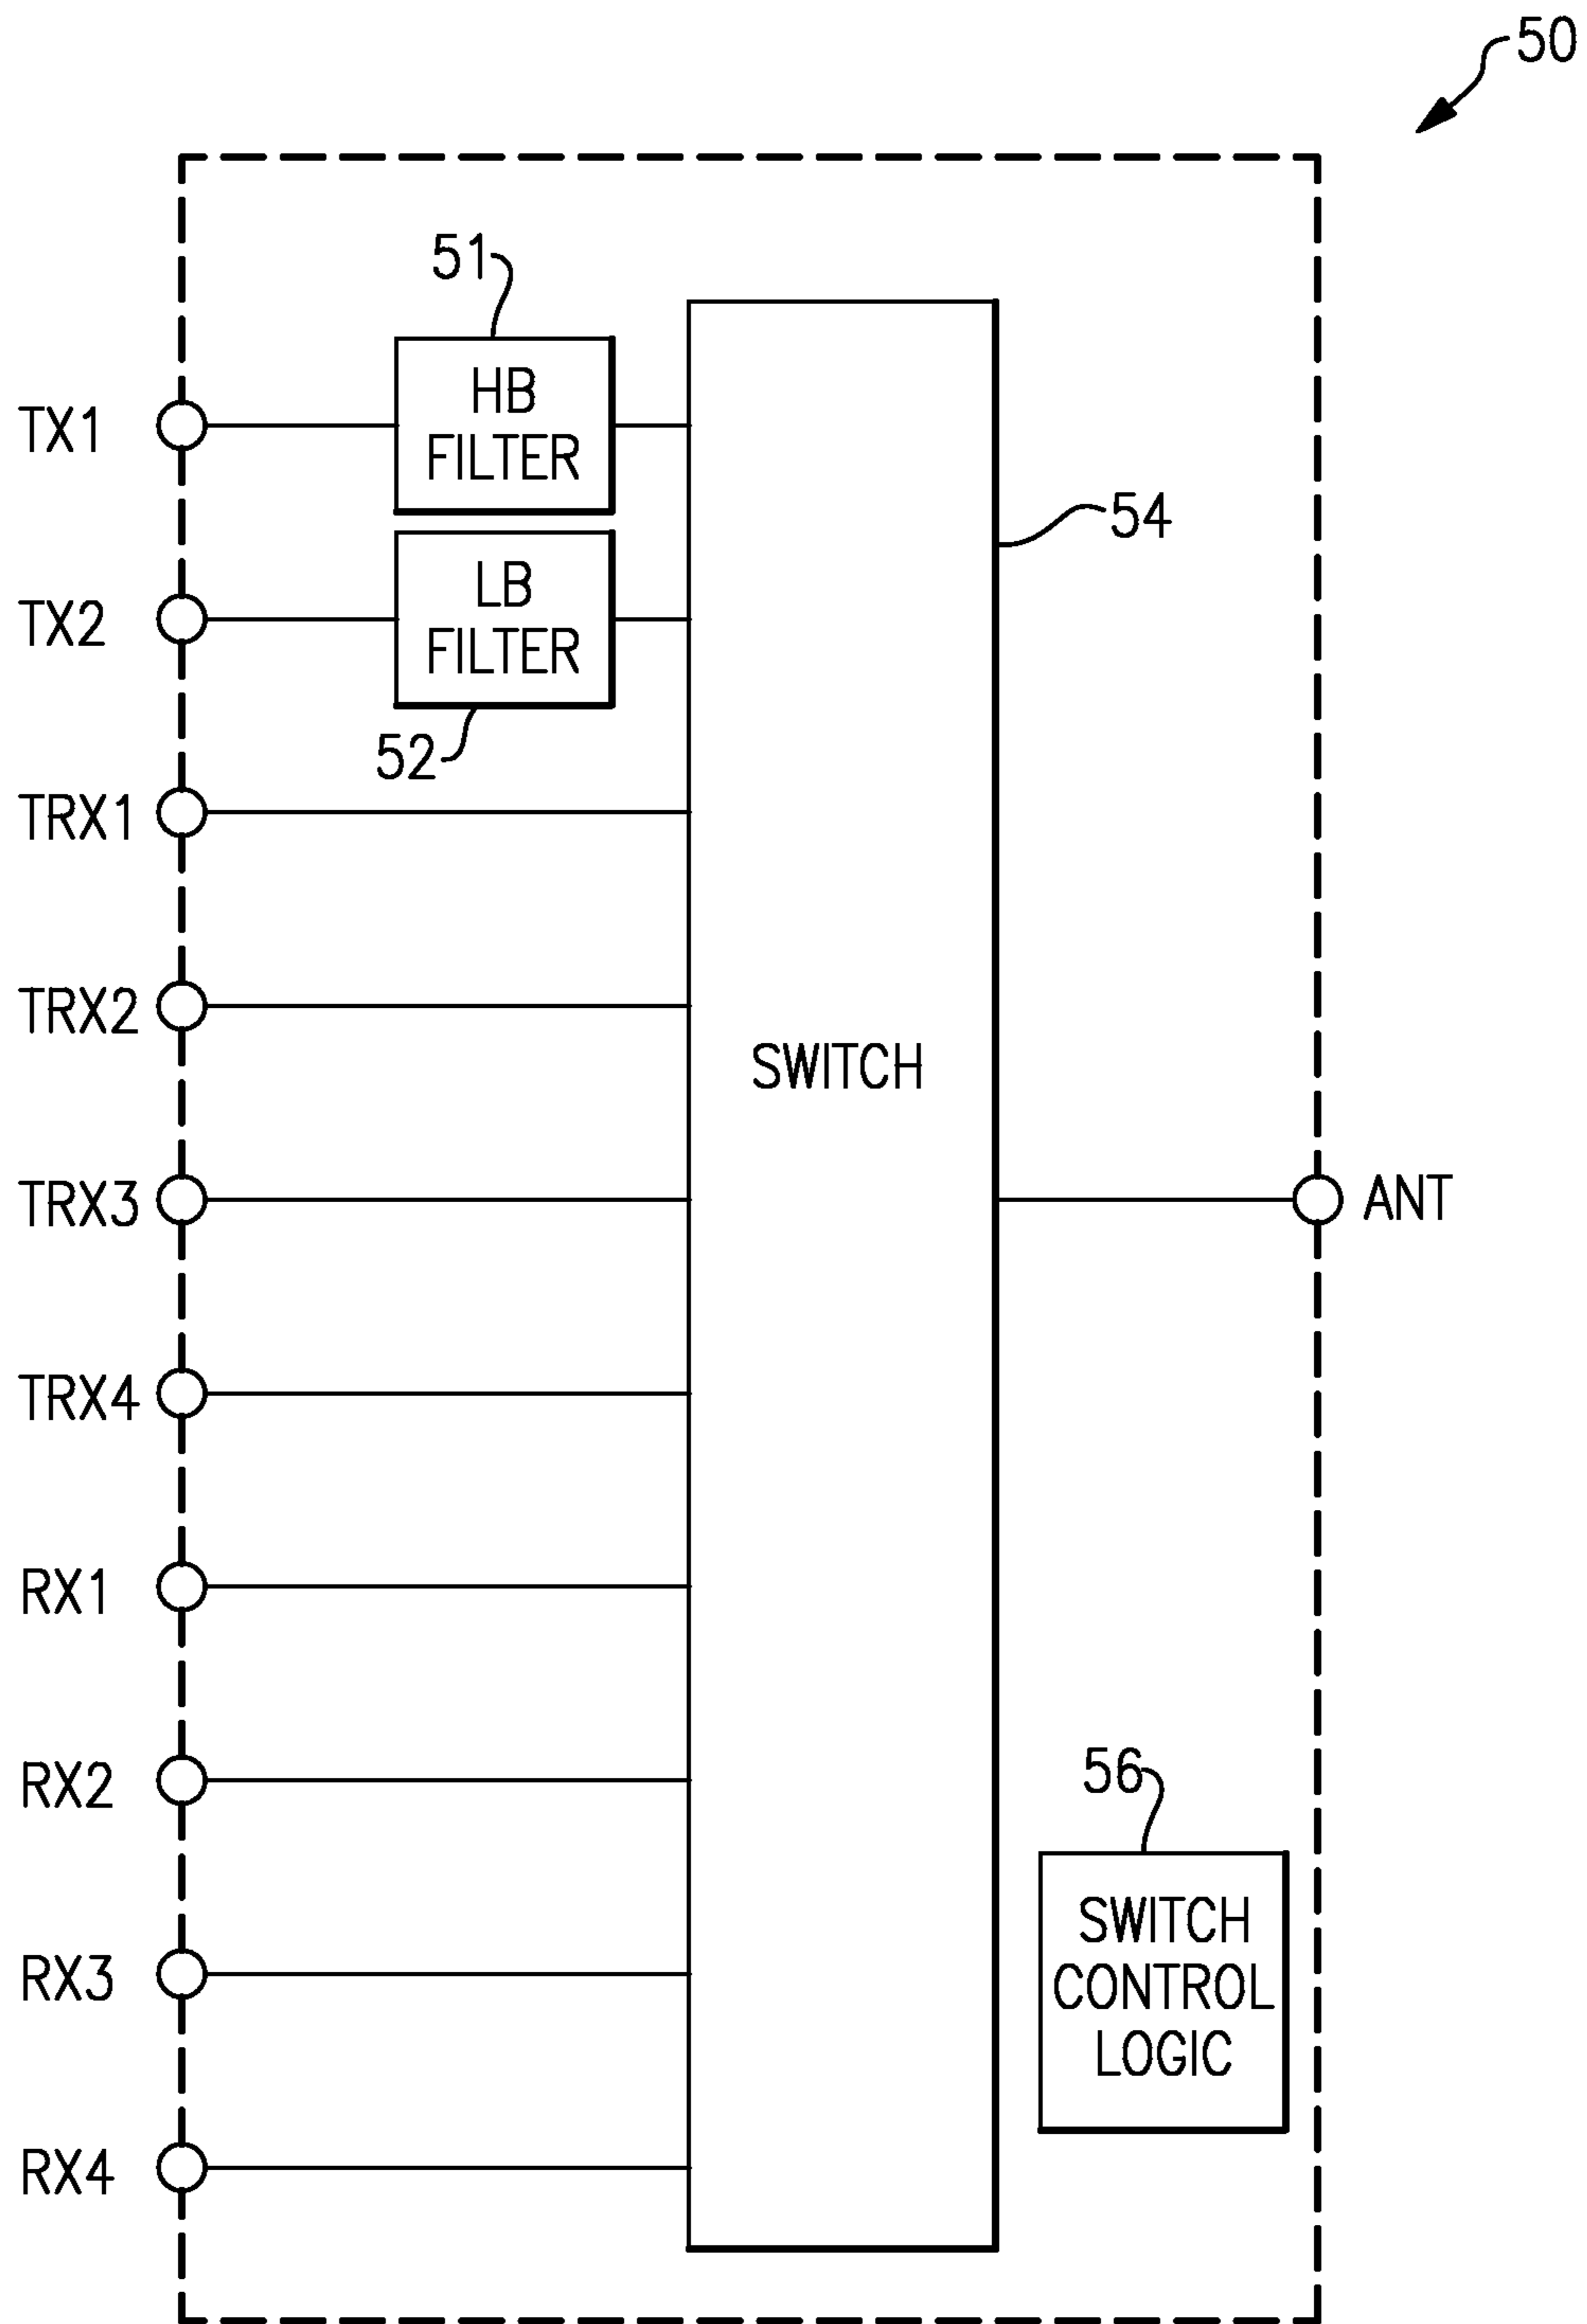 50
51
HB
FILTER
TX1
54
LB
FILTER
TX2
52
TRX1
TRX2
SWITCH
TRX3
ANT
TRX4
RX1
RX2
56
SWITCH
CONTROL
LOGIC
RX3
RX4